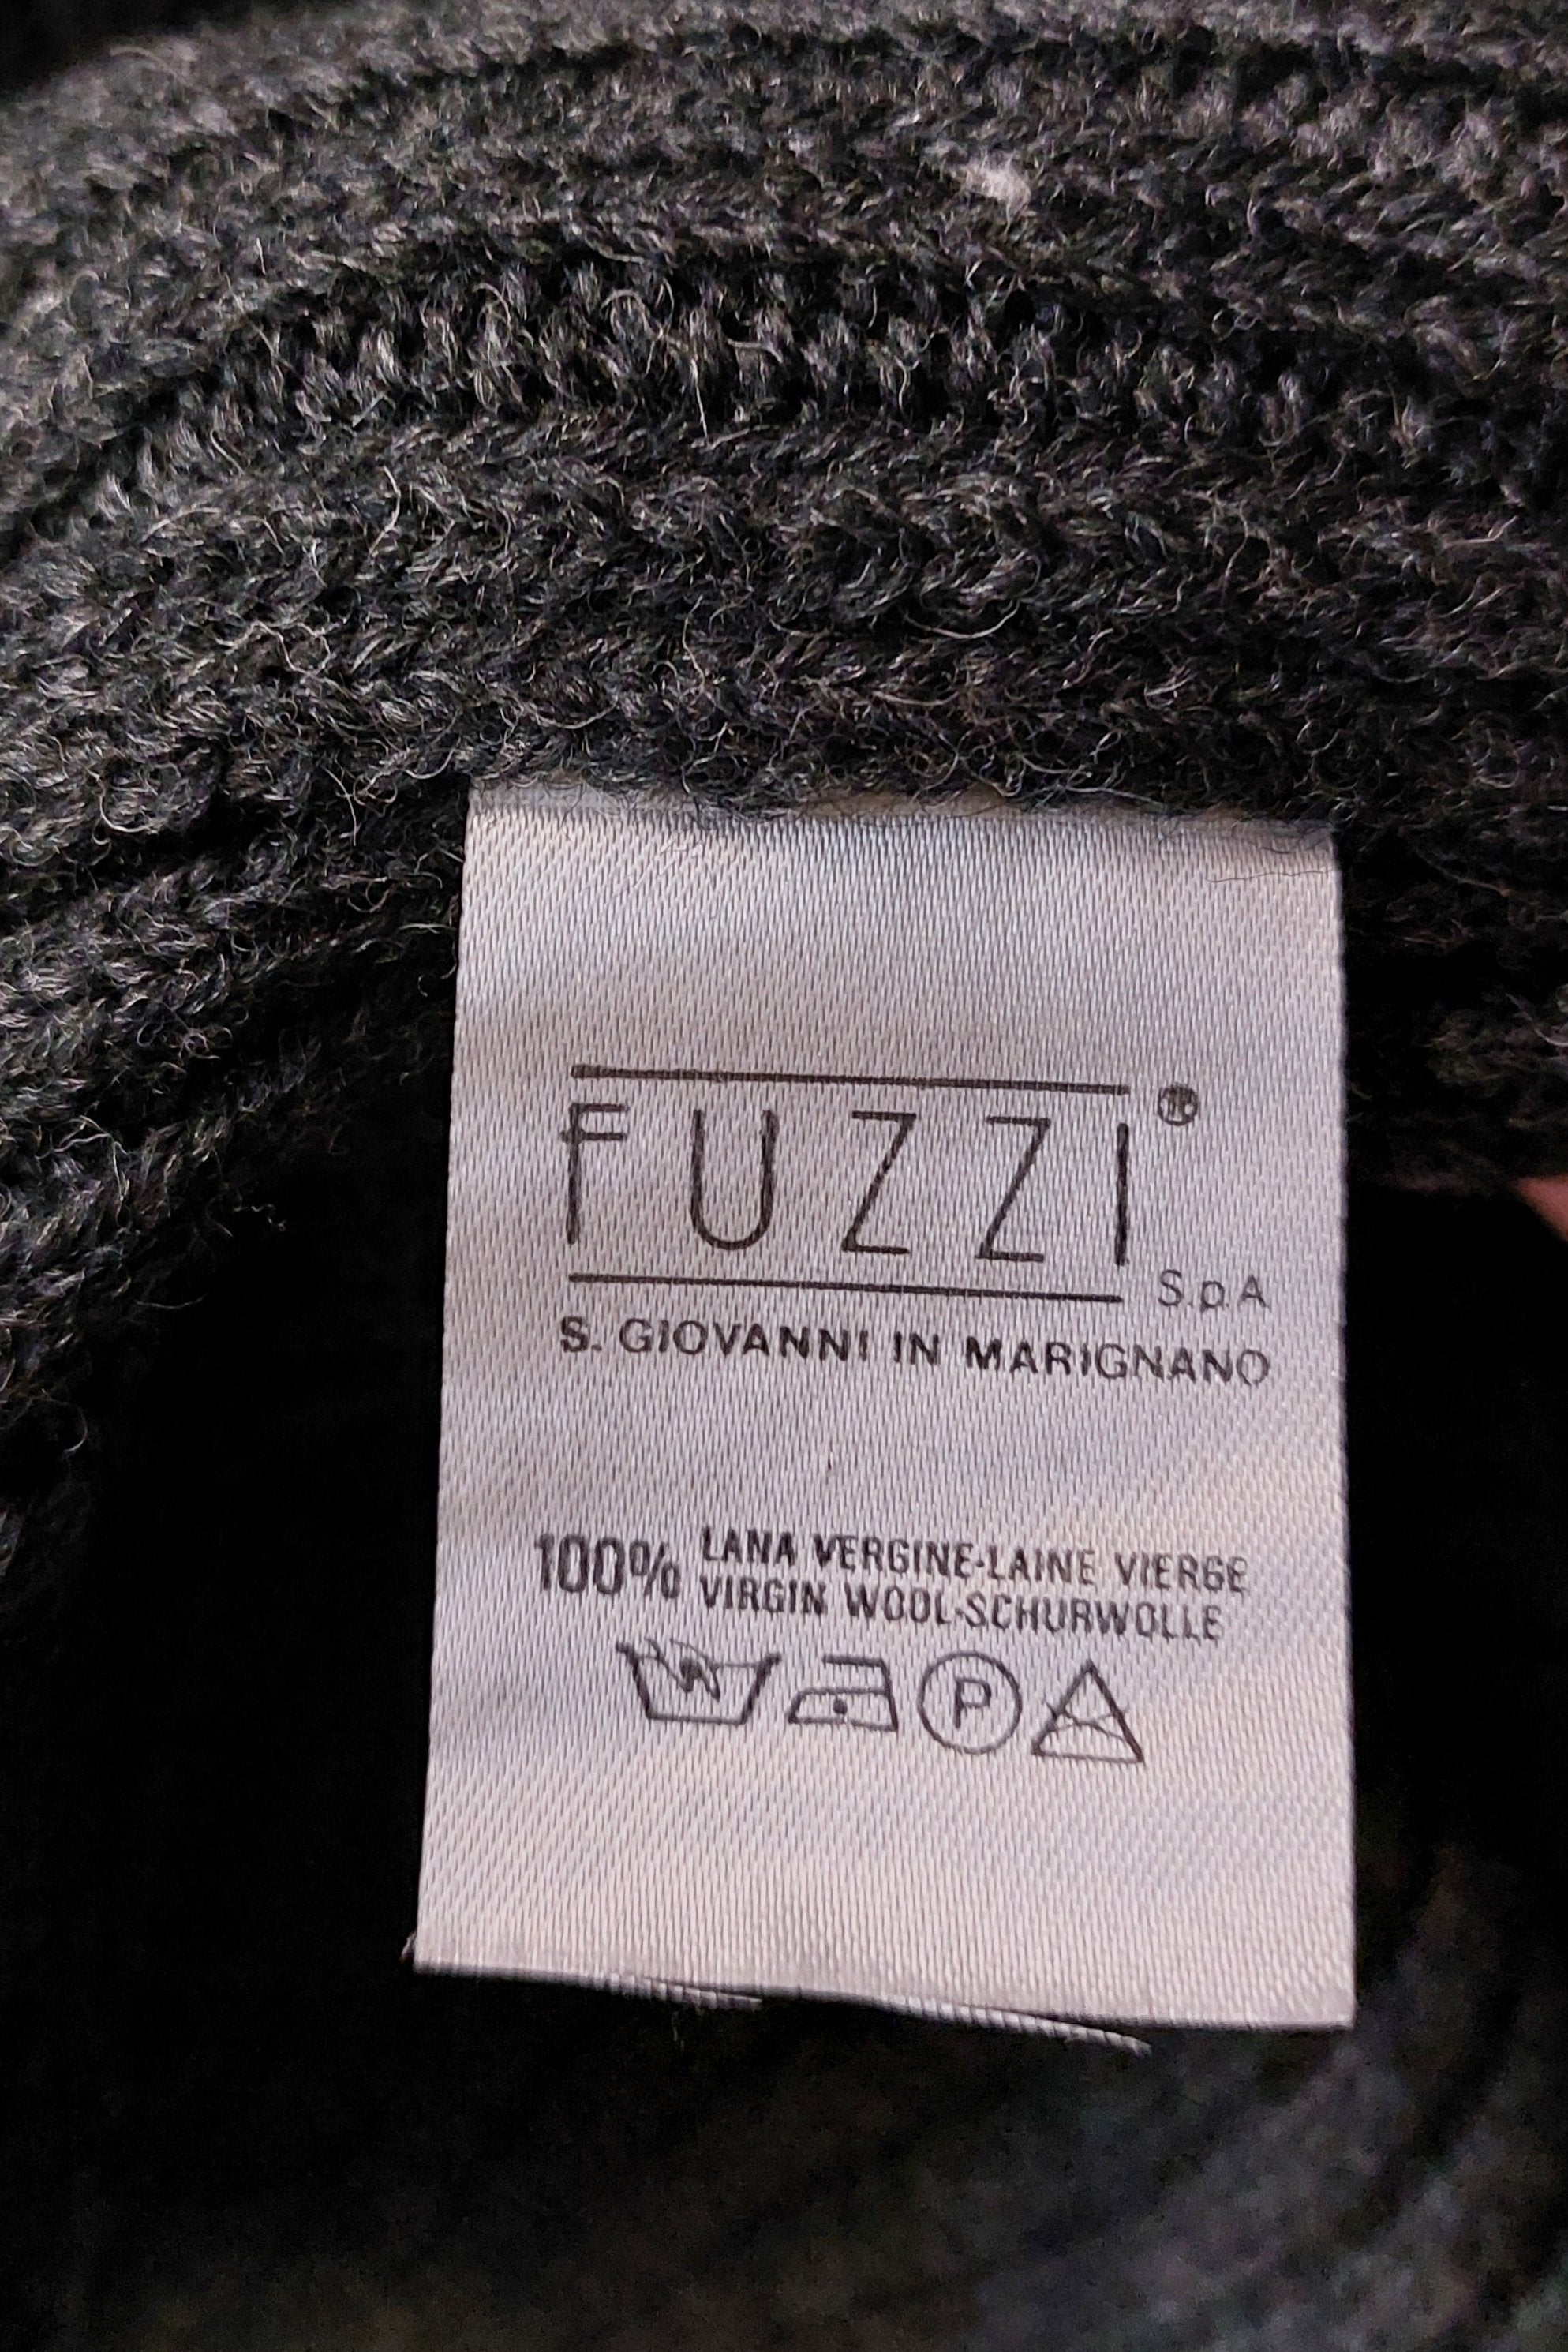 FUZZI®
S.p.A
S. GIOVANNI IN MARIGNANO
100% LANA VERGINE-LAINE VIERGE
VIRGIN WOOL-SCHURWOLLE
P